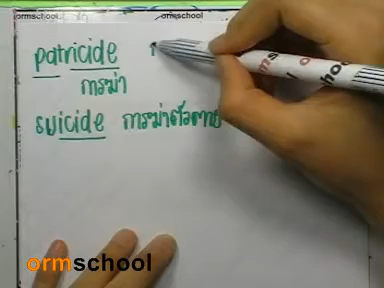 ormschool ormschool
patricide
การฆ่า
suicide การฆ่าตัวตาย
ormschool